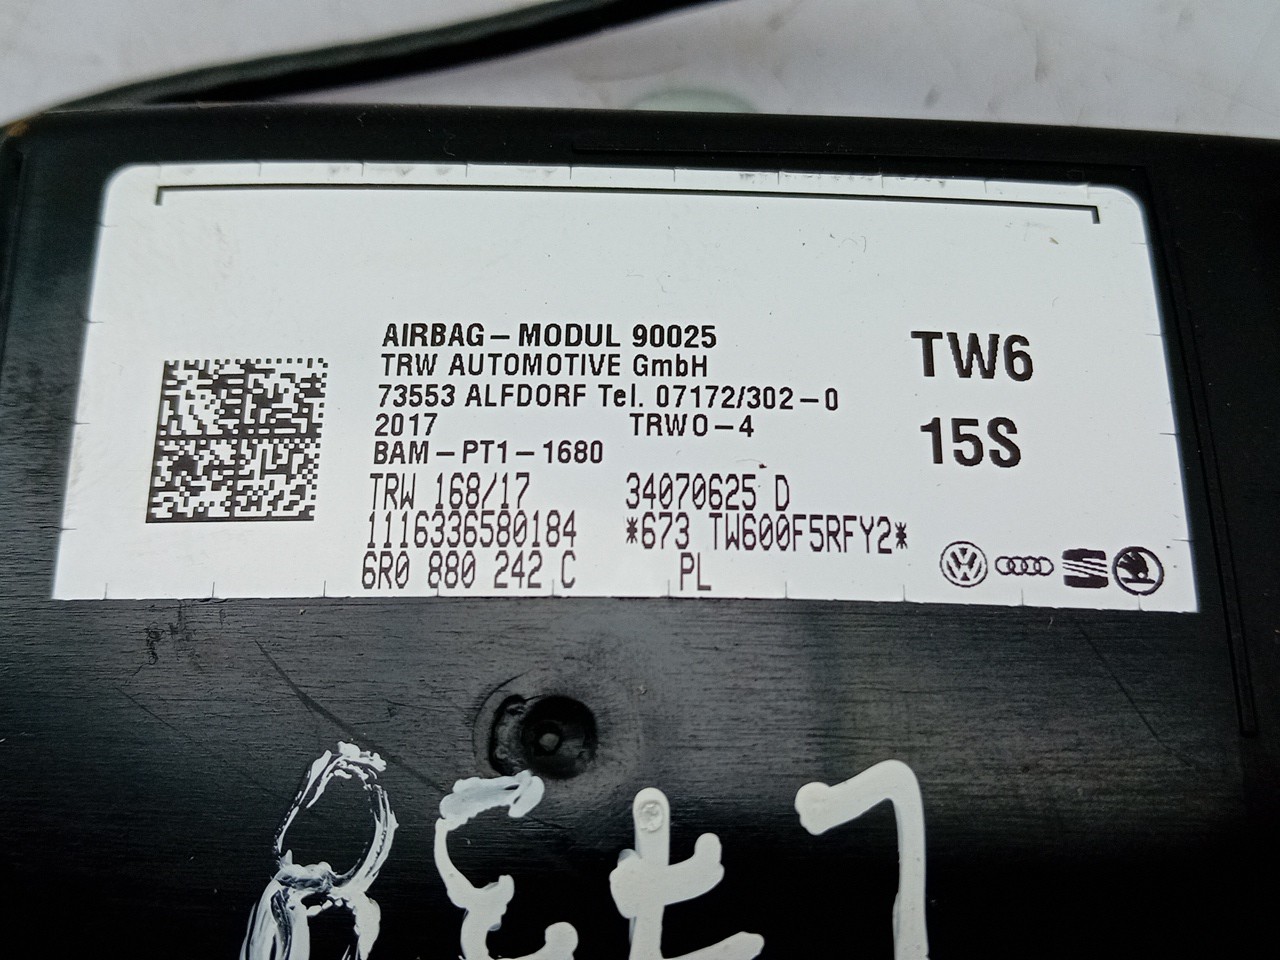 AIRBAG-MODUL 90025
TRW AUTOMOTIVE GmbH
73553 ALFDORF Tel. 07172/302-0
2017 TRWO-4
BAM-PT1-1680
TW6
15S
TRW 168/17 34070625 D
1116336580184 *673 TW600F5RFY2*
6R0 880 242 C PL